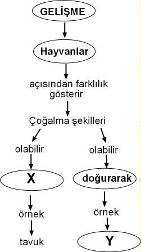 GELİŞME
Hayvanlar
açısından farklılık
gösterir
Çoğalma şekilleri
olabilir olabilir
X doğurarak
örnek örnek
tavuk Y